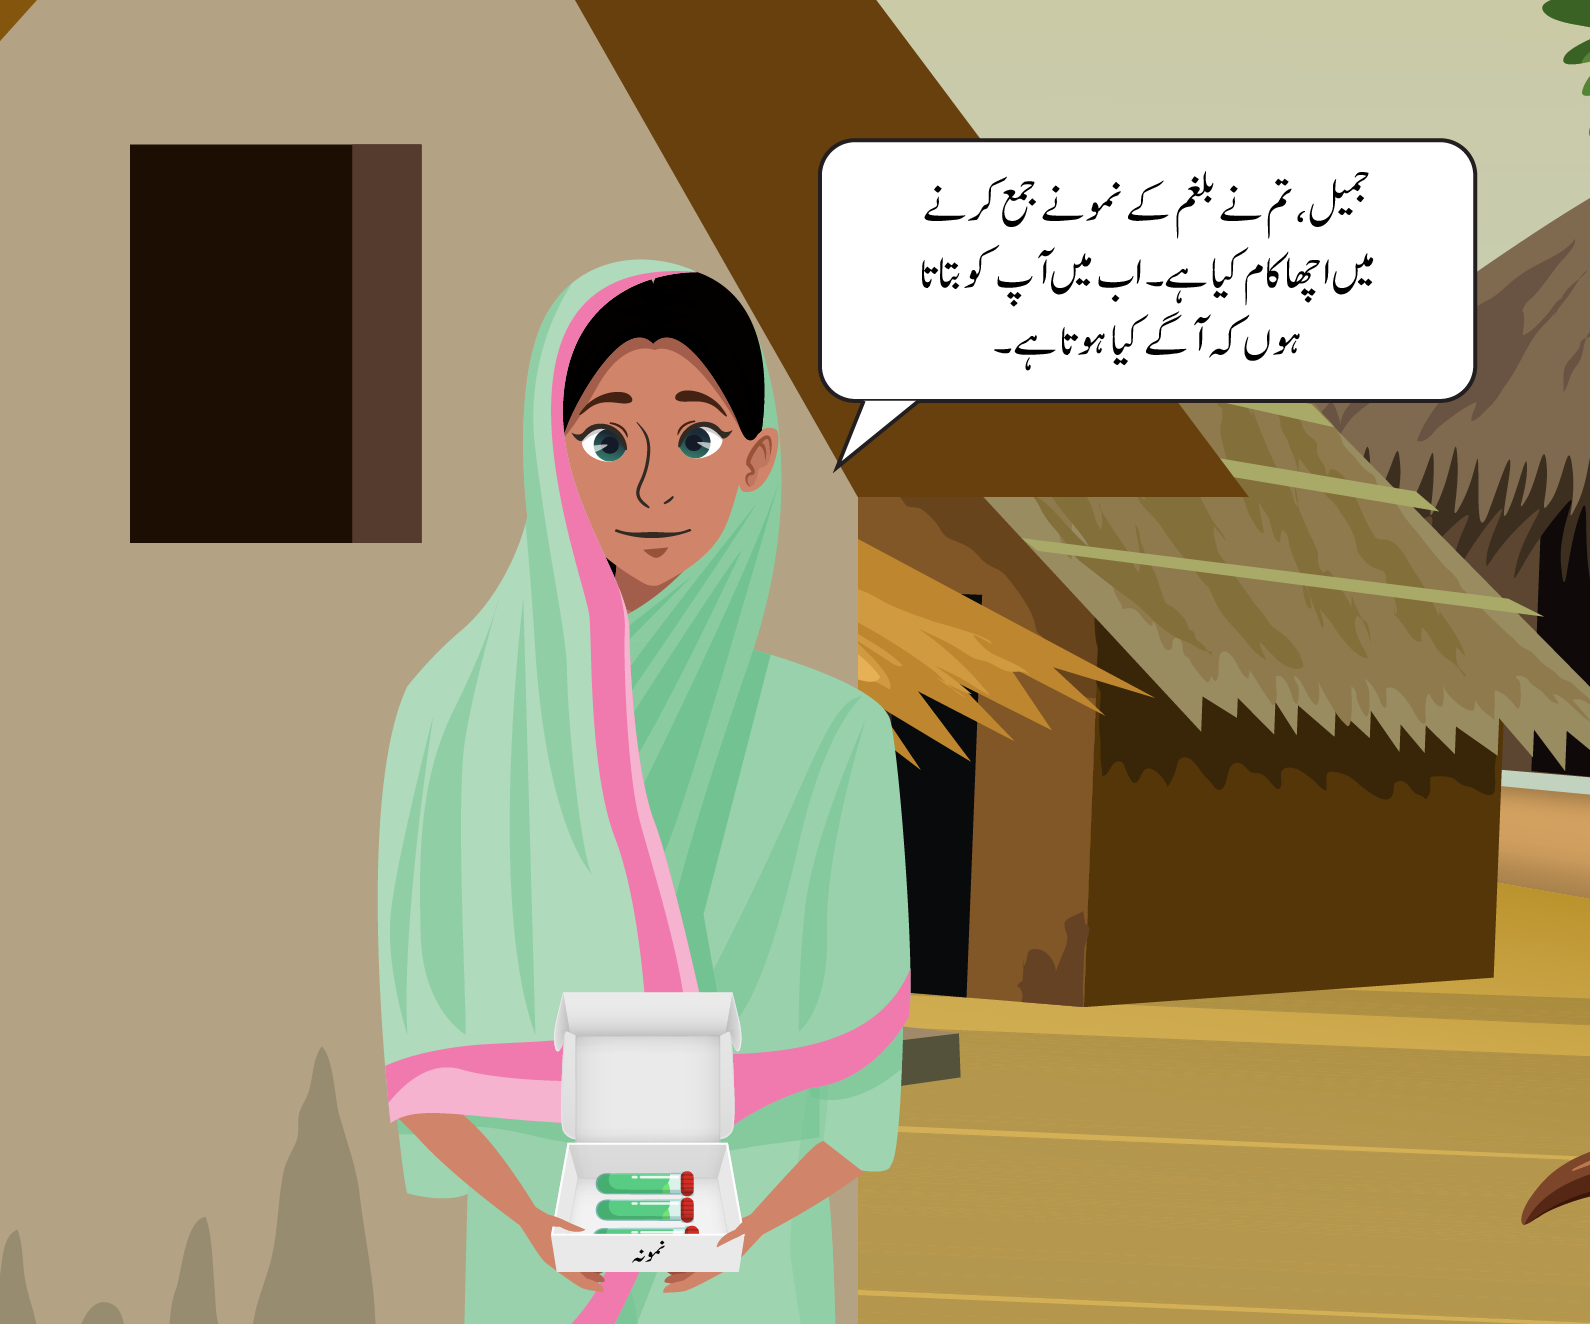 جمیل، تم نے بلغم کے نمونے جمع کرنے
میں اچھا کام کیا ہے۔ اب میں آپ کو بتاتا
ہوں کہ آگے کیا ہوتا ہے۔
نمونہ